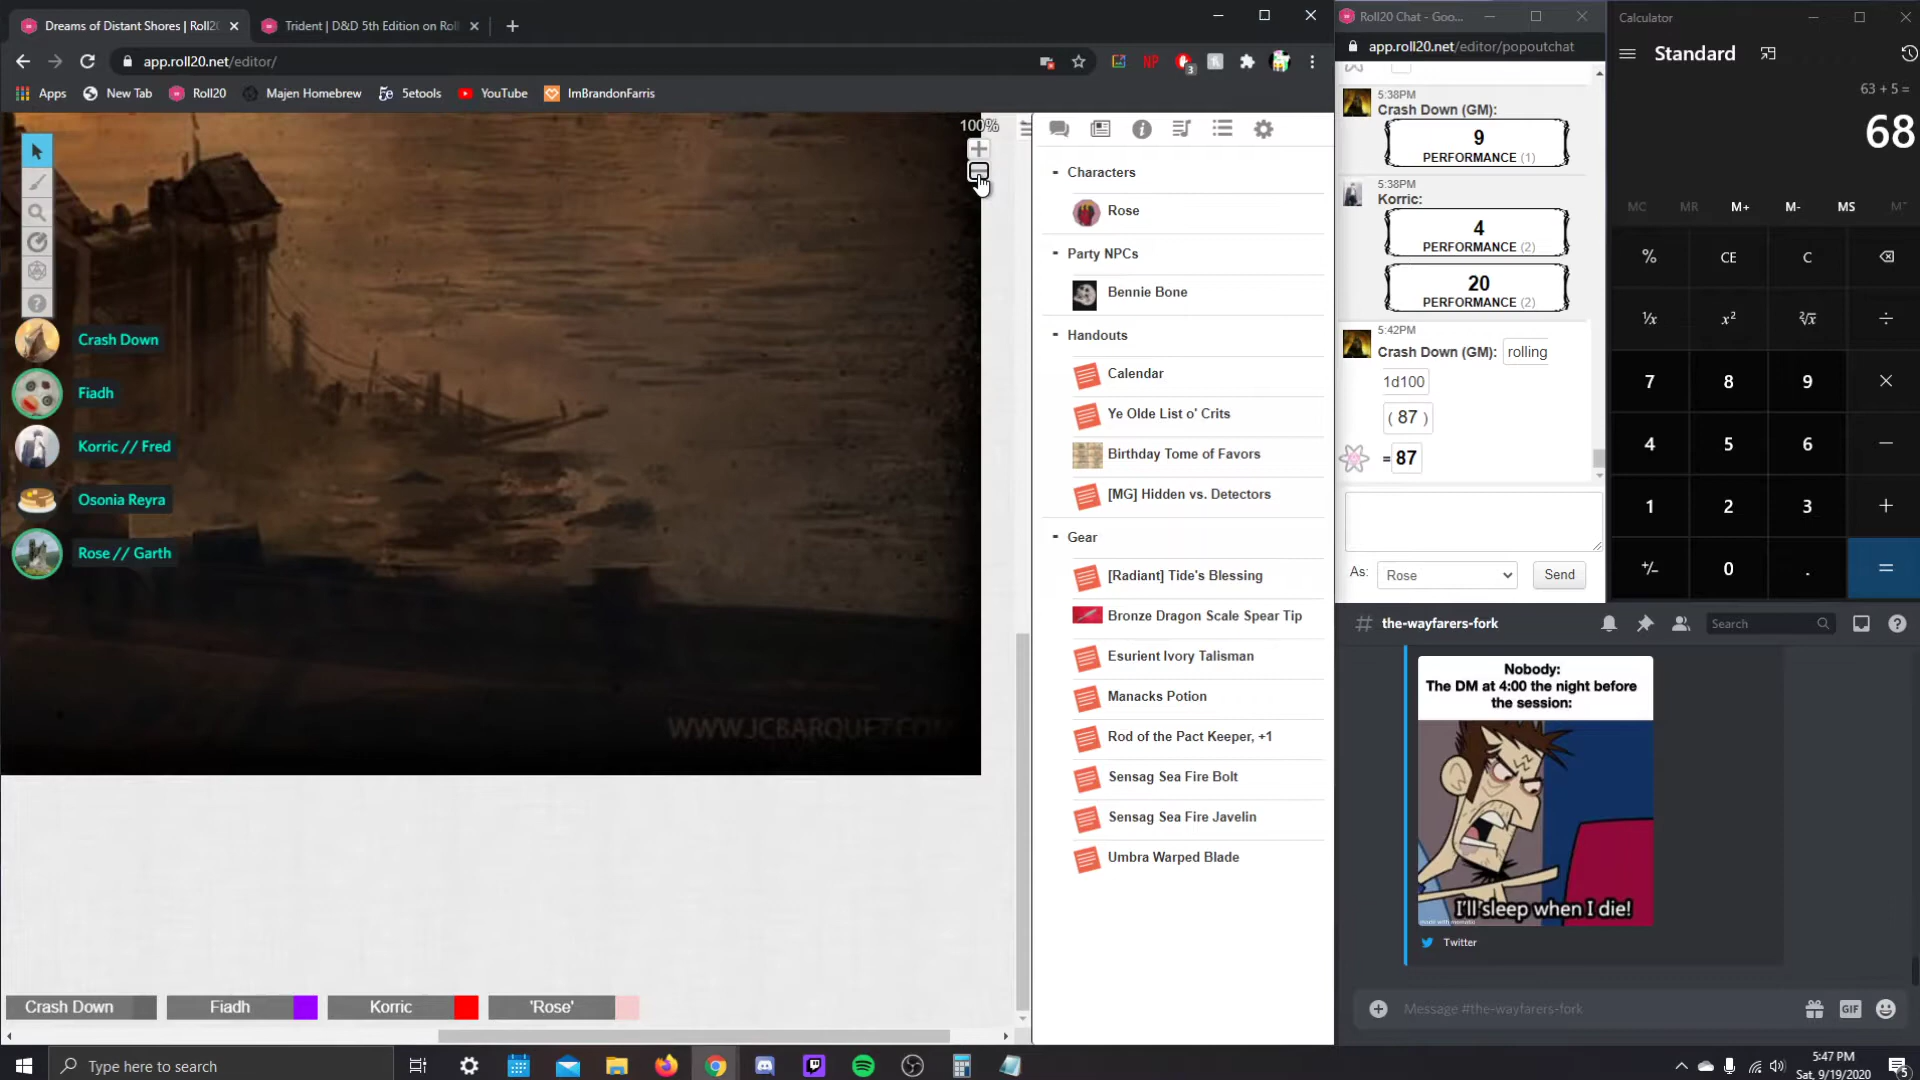 Dreams of Distant Shores | Roll20
Trident | D&D 5th Edition on Roll
app.roll20.net/editor/
NP
3
Apps
New Tab
Roll20
Majen Homebrew
5etools
YouTube
ImBrandonFarris
100%
Crash Down
Fiadh
Korric // Fred
Osonia Reyra
Rose // Garth
WWW.JCBARQUET.COM
Crash Down
Fiadh
Korric
'Rose'
Characters
Rose
Party NPCs
Bennie Bone
Handouts
Calendar
Ye Olde List o' Crits
Birthday Tome of Favors
[MG] Hidden vs. Detectors
Gear
[Radiant] Tide's Blessing
Bronze Dragon Scale Spear Tip
Esurient Ivory Talisman
Manacks Potion
Rod of the Pact Keeper, +1
Sensag Sea Fire Bolt
Sensag Sea Fire Javelin
Umbra Warped Blade
Roll20 Chat - Goo...
app.roll20.net/editor/popoutchat
5:38PM
Crash Down (GM):
9
PERFORMANCE (1)
5:38PM
Korric:
4
PERFORMANCE (2)
20
PERFORMANCE (2)
5:42PM
Crash Down (GM): rolling
1d100
( 87 )
=87
As: Rose
Send
Calculator
Standard
63 + 5 =
68
MC MR M+ M- MS M
% CE C
¹/x x² ²√x ÷
7 8 9 ×
4 5 6 −
1 2 3 +
+/- 0 . =
# the-wayfarers-fork
Search
Nobody:
The DM at 4:00 the night before
the session:
I'll sleep when I die!
Twitter
Message #the-wayfarers-fork
GIF
Type here to search
5:47 PM
Sat, 9/19/2020
5